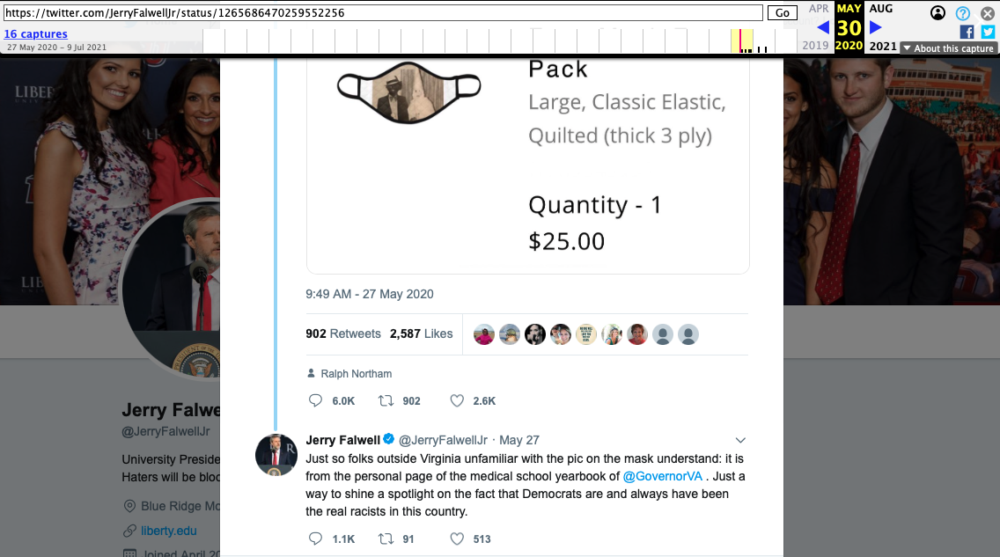 https://twitter.com/JerryFalwellJr/status/1265686470259552256
Go
APR
MAY
AUG
16 captures
30
27 May 2020 – 9 Jul 2021
2019
2020
2021
About this capture
LIBER
LIB
Pack
Large, Classic Elastic,
Quilted (thick 3 ply)
Quantity - 1
$25.00
9:49 AM - 27 May 2020
902 Retweets 2,587 Likes
Ralph Northam
6.0K 902 2.6K
Jerry Falwe
@JerryFalwellJr
University Preside
Haters will be bloc
Blue Ridge Mo
liberty.edu
Joined April 20
Jerry Falwell @JerryFalwellJr · May 27
Just so folks outside Virginia unfamiliar with the pic on the mask understand: it is
from the personal page of the medical school yearbook of @GovernorVA . Just a
way to shine a spotlight on the fact that Democrats are and always have been
the real racists in this country.
1.1K 91 513